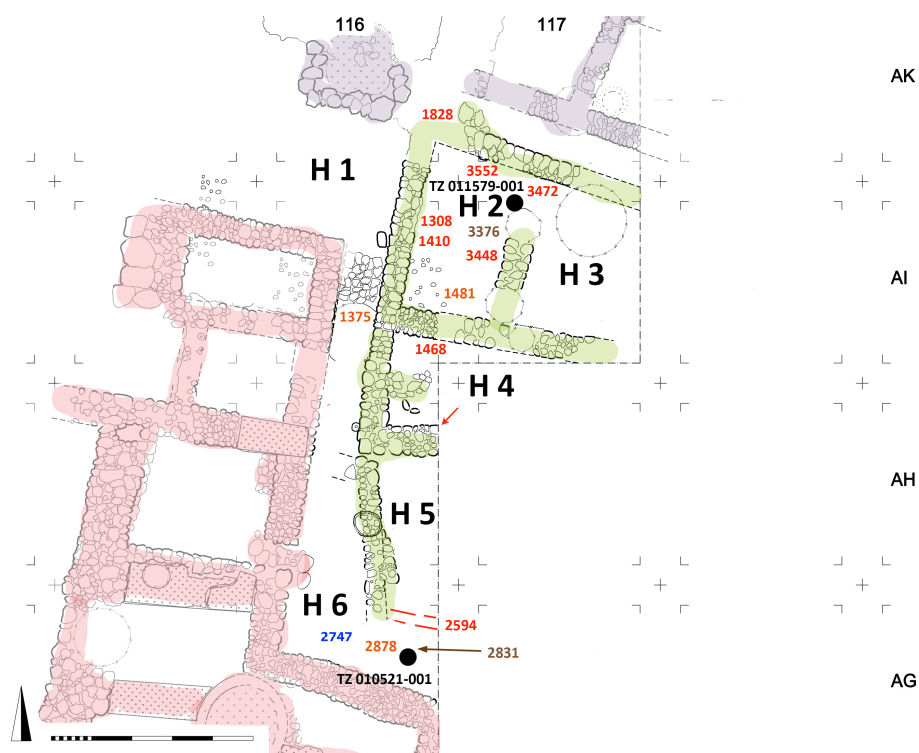 116
117
AK
1828
H 1
3552
TZ 011579-001
3472
H 2
1308
3376
1410
3448
H 3
AI
1481
1375
1468
H 4
AH
H 5
H 6
2594
2747
2878
2831
TZ 010521-001
AG